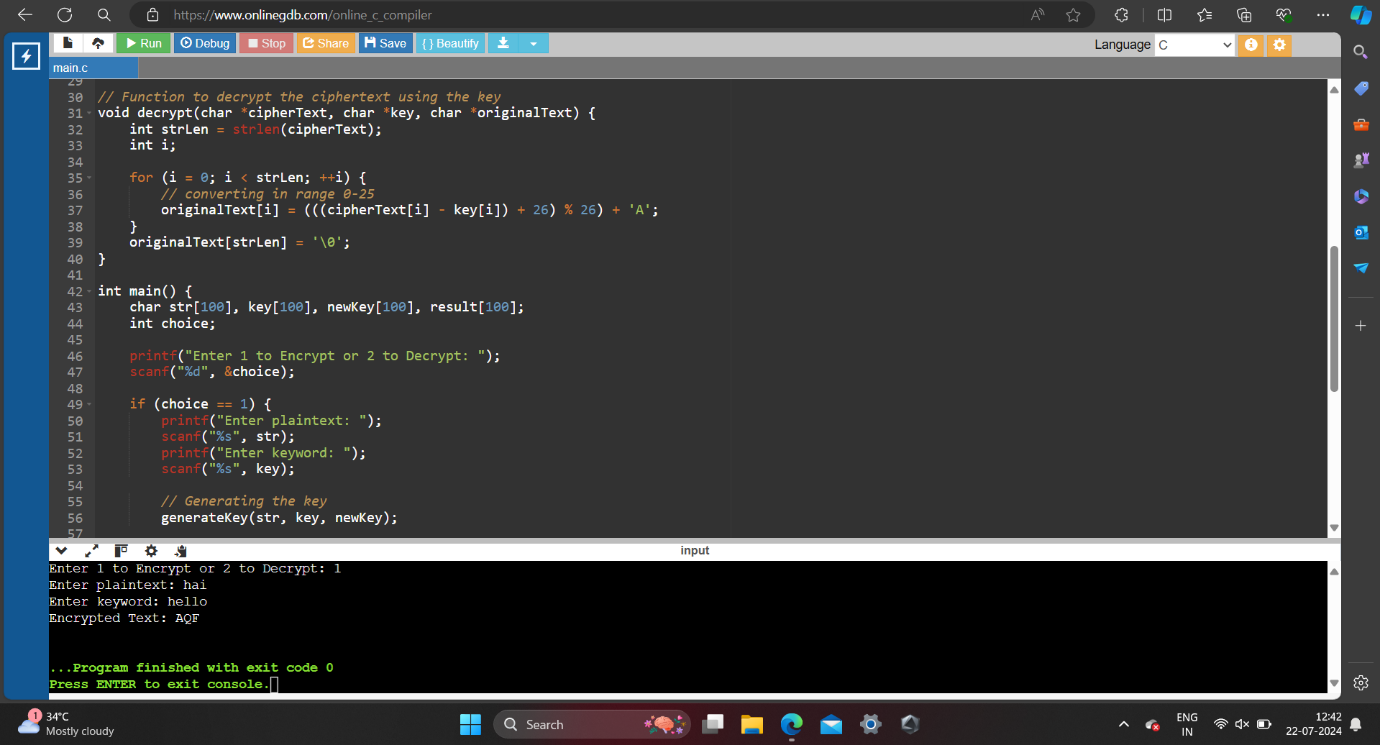 https://www.onlinegdb.com/online_c_compiler
Run Debug Stop Share Save { } Beautify Language C
main.c
29
30 // Function to decrypt the ciphertext using the key
31 void decrypt(char *cipherText, char *key, char *originalText) {
32 int strLen = strlen(cipherText);
33 int i;
34
35 for (i = 0; i < strLen; ++i) {
36 // converting in range 0-25
37 originalText[i] = (((cipherText[i] - key[i]) + 26) % 26) + 'A';
38 }
39 originalText[strLen] = '\0';
40 }
41
42 int main() {
43 char str[100], key[100], newKey[100], result[100];
44 int choice;
45
46 printf("Enter 1 to Encrypt or 2 to Decrypt: ");
47 scanf("%d", &choice);
48
49 if (choice == 1) {
50 printf("Enter plaintext: ");
51 scanf("%s", str);
52 printf("Enter keyword: ");
53 scanf("%s", key);
54
55 // Generating the key
56 generateKey(str, key, newKey);
57
input
Enter 1 to Encrypt or 2 to Decrypt: 1
Enter plaintext: hai
Enter keyword: hello
Encrypted Text: AQF
...Program finished with exit code 0
Press ENTER to exit console.
1 34°C
Mostly cloudy
Search
ENG
IN
12:42
22-07-2024